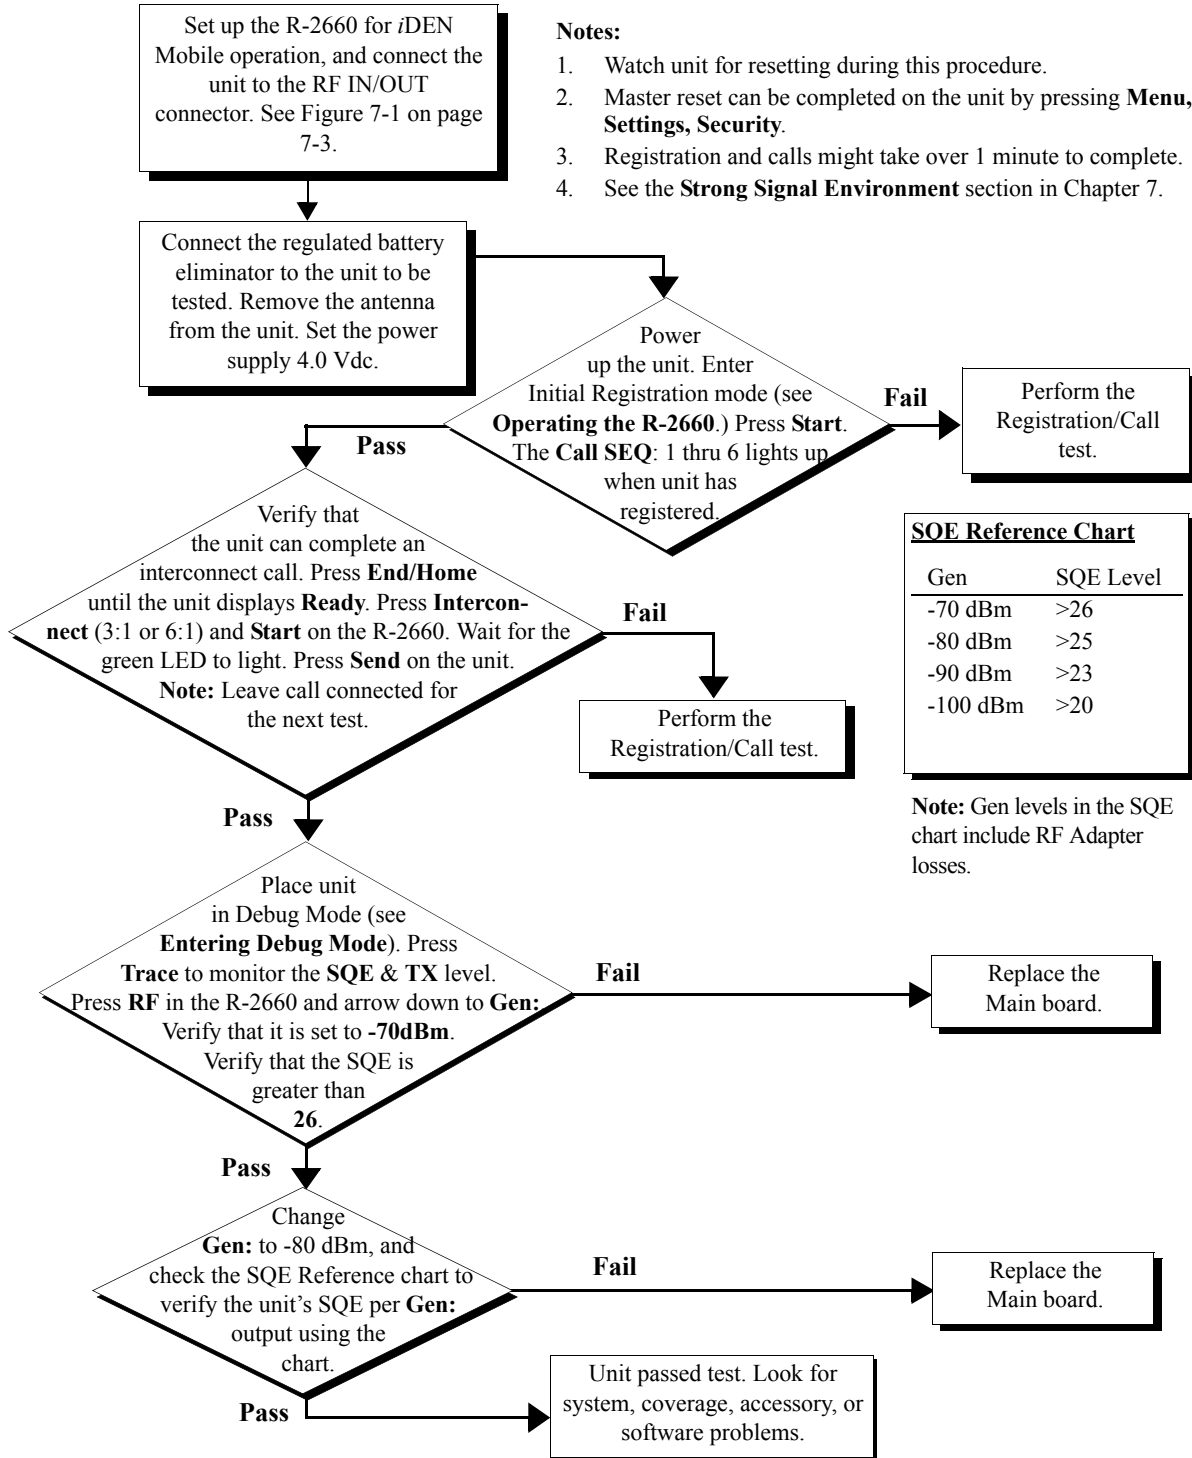 Set up the R-2660 for iDEN
Mobile operation, and connect the
unit to the RF IN/OUT
connector. See Figure 7-1 on page
7-3.
Notes:
1. Watch unit for resetting during this procedure.
2. Master reset can be completed on the unit by pressing Menu,
Settings, Security.
3. Registration and calls might take over 1 minute to complete.
4. See the Strong Signal Environment section in Chapter 7.
Connect the regulated battery
eliminator to the unit to be
tested. Remove the antenna
from the unit. Set the power
supply 4.0 Vdc.
Power
up the unit. Enter
Initial Registration mode (see
Operating the R-2660.) Press Start.
The Call SEQ: 1 thru 6 lights up
when unit has
registered.
Fail
Perform the
Registration/Call
test.
Pass
Verify that
the unit can complete an
interconnect call. Press End/Home
until the unit displays Ready. Press Intercon-
nect (3:1 or 6:1) and Start on the R-2660. Wait for the
green LED to light. Press Send on the unit.
Note: Leave call connected for
the next test.
Fail
Perform the
Registration/Call test.
SQE Reference Chart
Gen SQE Level
-70 dBm >26
-80 dBm >25
-90 dBm >23
-100 dBm >20
Note: Gen levels in the SQE
chart include RF Adapter
losses.
Pass
Place unit
in Debug Mode (see
Entering Debug Mode). Press
Trace to monitor the SQE & TX level.
Press RF in the R-2660 and arrow down to Gen:
Verify that it is set to -70dBm.
Verify that the SQE is
greater than
26.
Fail
Replace the
Main board.
Pass
Change
Gen: to -80 dBm, and
check the SQE Reference chart to
verify the unit's SQE per Gen:
output using the
chart.
Fail
Replace the
Main board.
Pass
Unit passed test. Look for
system, coverage, accessory, or
software problems.